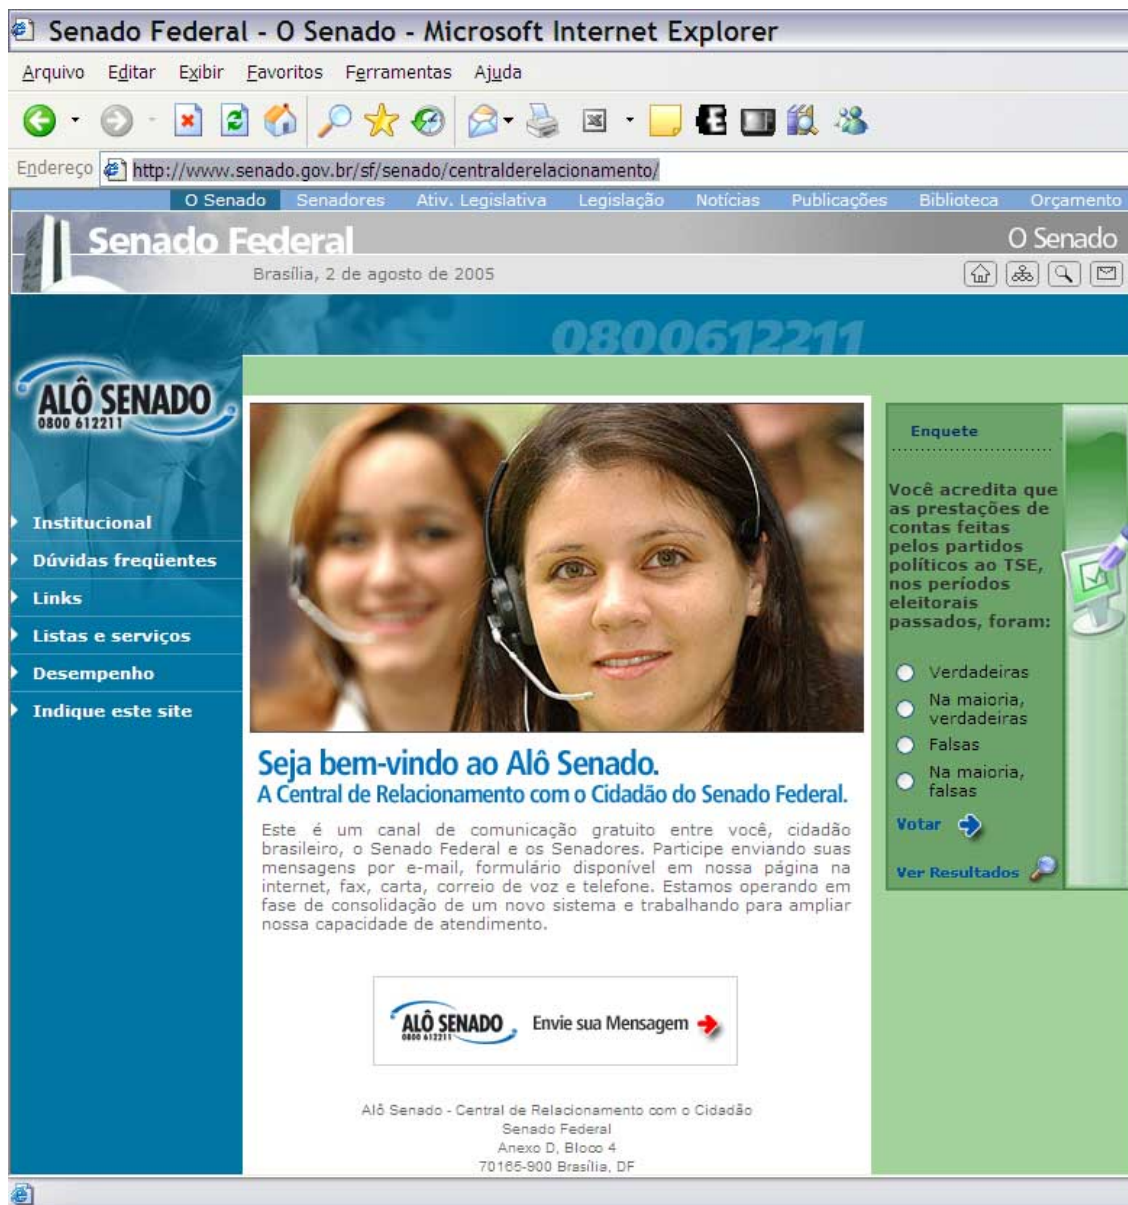 Senado Federal - O Senado - Microsoft Internet Explorer
Arquivo Editar Exibir Favoritos Ferramentas Ajuda
Endereço http://www.senado.gov.br/sf/senado/centralderelacionamento/
O Senado Senadores Ativ. Legislativa Legislação Notícias Publicações Biblioteca Orçamento
Senado Federal
O Senado
Brasília, 2 de agosto de 2005
0800612211
ALÔ SENADO
0800 612211
Institucional
Dúvidas freqüentes
Links
Listas e serviços
Desempenho
Indique este site
Seja bem-vindo ao Alô Senado.
A Central de Relacionamento com o Cidadão do Senado Federal.
Este é um canal de comunicação gratuito entre você, cidadão
brasileiro, o Senado Federal e os Senadores. Participe enviando suas
mensagens por e-mail, formulário disponível em nossa página na
internet, fax, carta, correio de voz e telefone. Estamos operando em
fase de consolidação de um novo sistema e trabalhando para ampliar
nossa capacidade de atendimento.
ALÔ SENADO
0800 612211
Envie sua Mensagem
Alô Senado - Central de Relacionamento com o Cidadão
Senado Federal
Anexo D, Bloco 4
70165-900 Brasília, DF
Enquete
Você acredita que
as prestações de
contas feitas
pelos partidos
políticos ao TSE,
nos períodos
eleitorais
passados, foram:
Verdadeiras
Na maioria,
verdadeiras
Falsas
Na maioria,
falsas
Votar
Ver Resultados